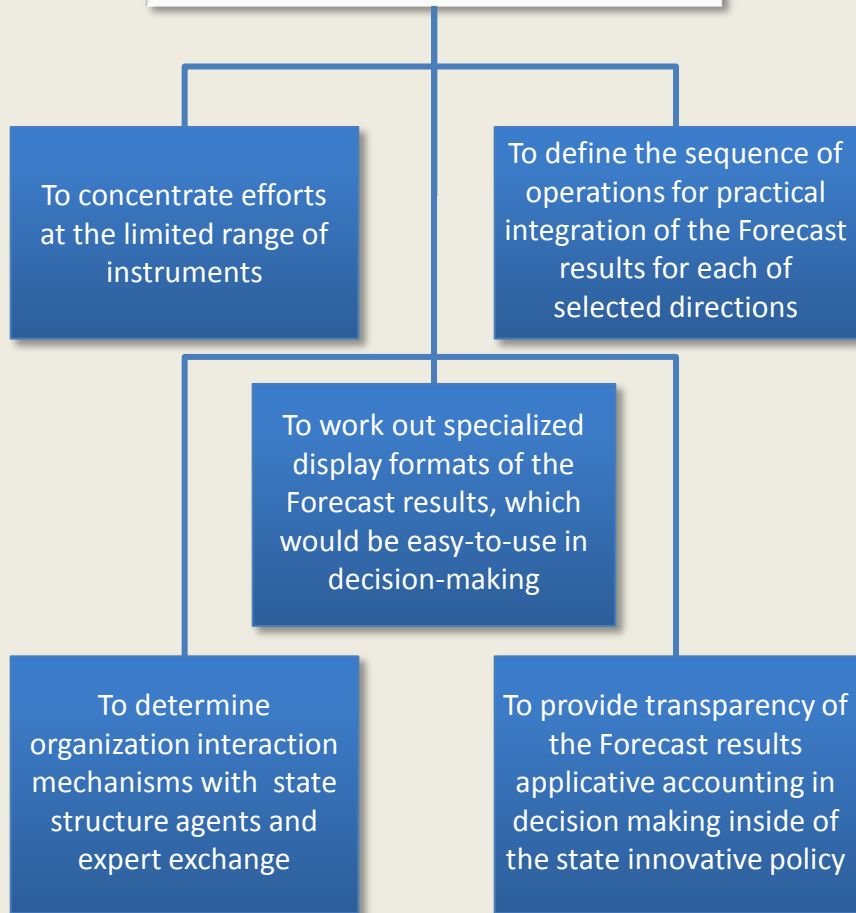 To concentrate efforts
at the limited range of
instruments
To define the sequence of
operations for practical
integration of the Forecast
results for each of
selected directions
To work out specialized
display formats of the
Forecast results, which
would be easy-to-use in
decision-making
To determine
organization interaction
mechanisms with  state
structure agents and
expert exchange
To provide transparency of
the Forecast results
applicative accounting in
decision making inside of
the state innovative policy